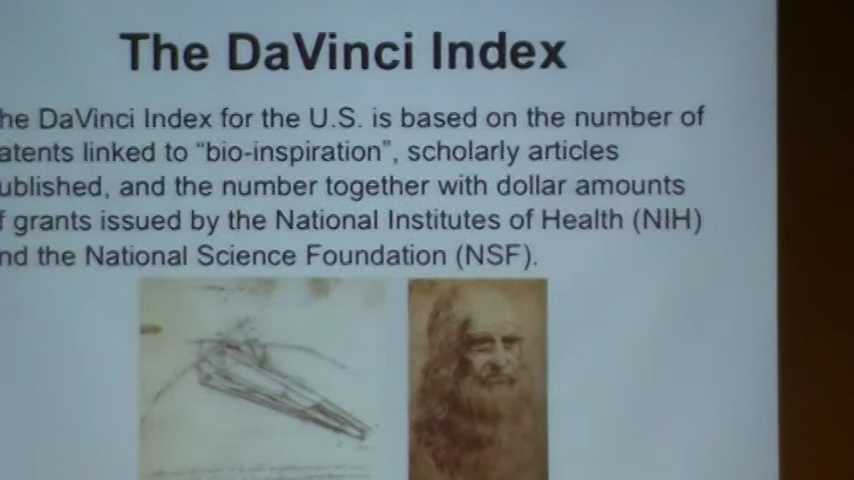 The DaVinci Index
he DaVinci Index for the U.S. is based on the number of
atents linked to “bio-inspiration”, scholarly articles
ublished, and the number together with dollar amounts
f grants issued by the National Institutes of Health (NIH)
nd the National Science Foundation (NSF).